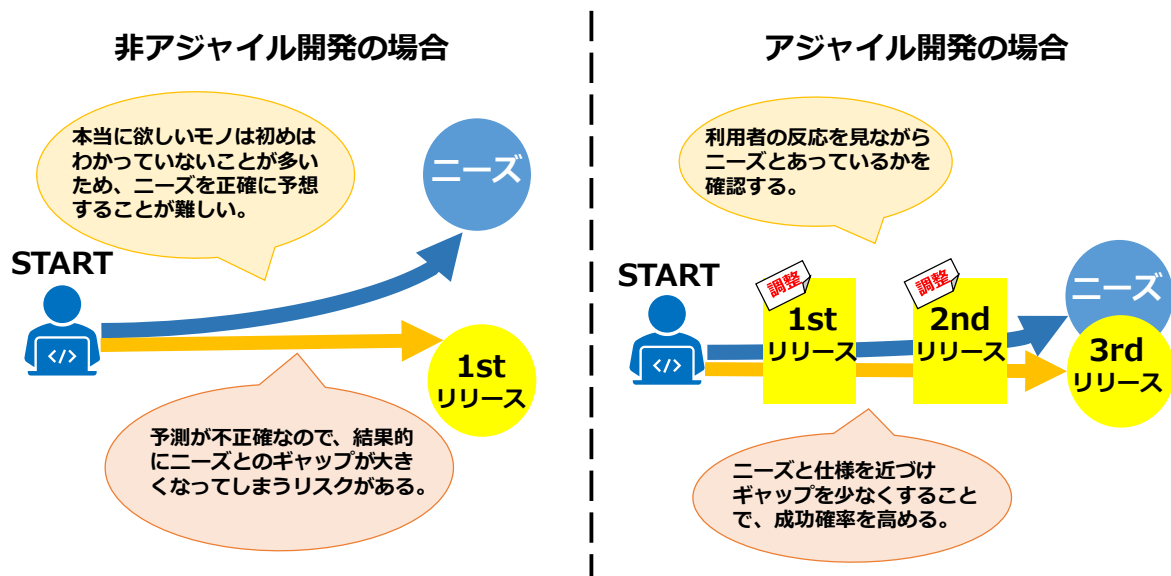 非アジャイル開発の場合
本当に欲しいモノは初めは
わかっていないことが多い
ため、ニーズを正確に予想
することが難しい。
ニーズ
START
</>
1st
リリース
予測が不正確なので、結果的
にニーズとのギャップが大き
くなってしまうリスクがある。
アジャイル開発の場合
利用者の反応を見ながら
ニーズとあっているかを
確認する。
START
</>
調整
1st
リリース
調整
2nd
リリース
ニーズ
3rd
リリース
ニーズと仕様を近づけ
ギャップを少なくすること
で、成功確率を高める。